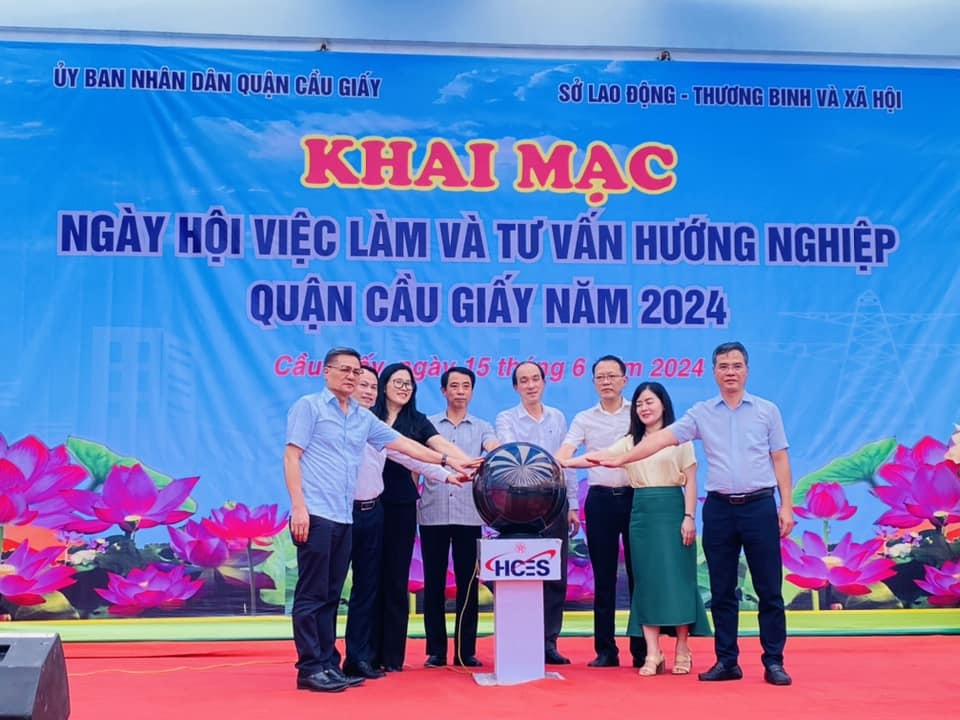 ỦY BAN NHÂN DÂN QUẬN CẦU GIẤY
SỞ LAO ĐỘNG - THƯƠNG BINH VÀ XÃ HỘI
KHAI MẠC
NGÀY HỘI VIỆC LÀM VÀ TƯ VẤN HƯỚNG NGHIỆP
QUẬN CẦU GIẤY NĂM 2024
Cầu Giấy, ngày 15 tháng 6 năm 2024
HCES